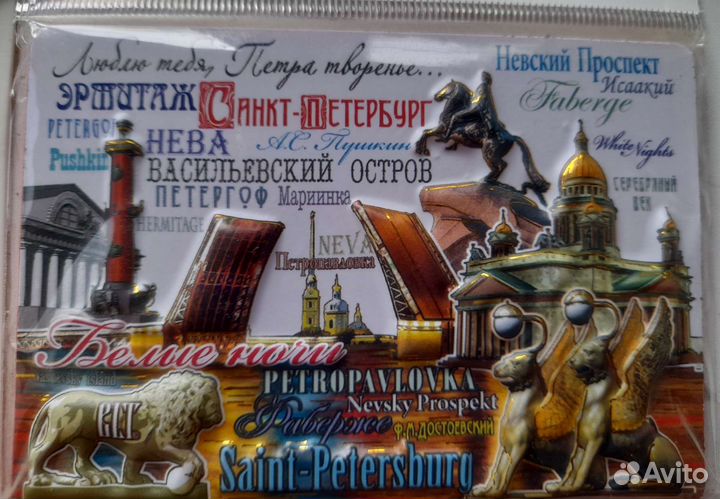 Люблю тебя, Петра творенье...
Невский Проспект
Исаакий
ЭРМИТАЖ
САНКТ-ПЕТЕРБУРГ
Faberge
PETERGOF
НЕВА
А.С. Пушкин
White Nights
Pushkin
ВАСИЛЬЕВСКИЙ ОСТРОВ
СЕРЕБРЯНЫЙ
ВЕК
ПЕТЕРГОФ
Мариинка
HERMITAGE
NEVA
Петропавловка
Белые ночи
PETROPAVLOVKA
Nevsky Prospekt
Фаберже
Ф.М.ДОСТОЕВСКИЙ
Saint-Petersburg
Avito